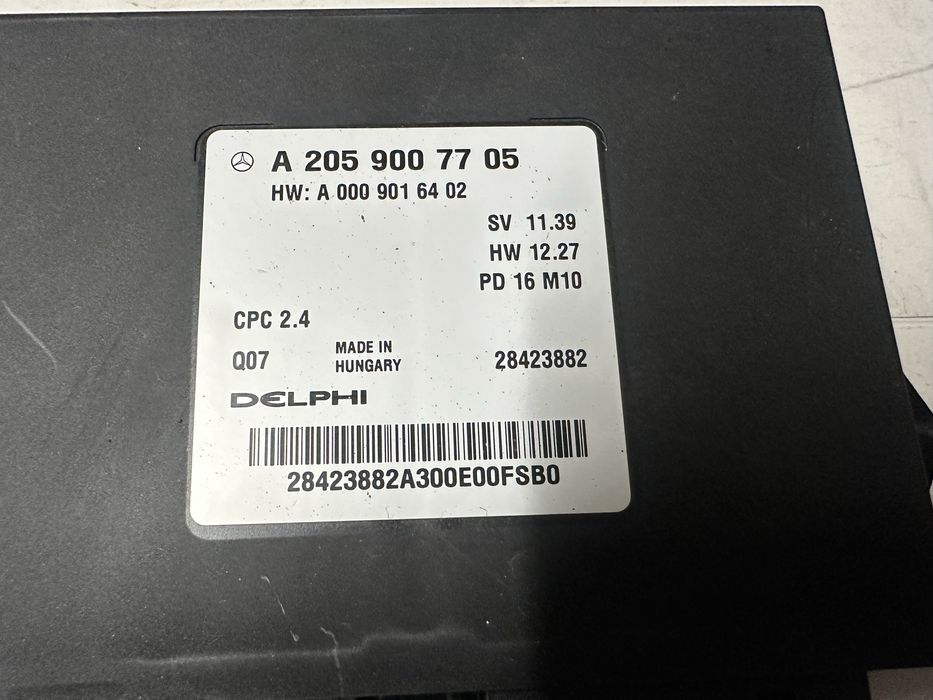 A 205 900 77 05
HW: A 000 901 64 02
SV 11.39
HW 12.27
PD 16 M10
CPC 2.4
Q07
MADE IN
HUNGARY
28423882
DELPHI
28423882A300E00FSB0